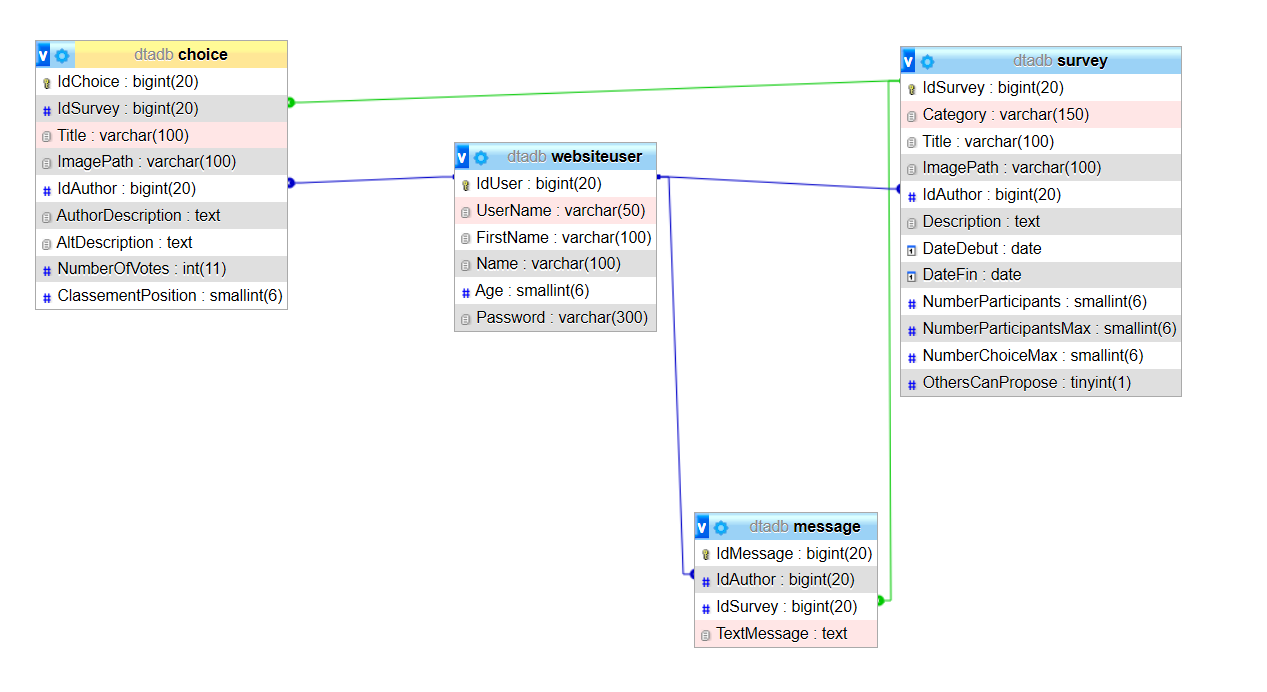 v dtadb choice
IdChoice : bigint(20)
# IdSurvey : bigint(20)
Title : varchar(100)
ImagePath : varchar(100)
# IdAuthor : bigint(20)
AuthorDescription : text
AltDescription : text
# NumberOfVotes : int(11)
# ClassementPosition : smallint(6)
v dtadb websiteuser
IdUser : bigint(20)
UserName : varchar(50)
FirstName : varchar(100)
Name : varchar(100)
# Age : smallint(6)
Password : varchar(300)
v dtadb survey
IdSurvey : bigint(20)
Category : varchar(150)
Title : varchar(100)
ImagePath : varchar(100)
# IdAuthor : bigint(20)
Description : text
DateDebut : date
DateFin : date
# NumberParticipants : smallint(6)
# NumberParticipantsMax : smallint(6)
# NumberChoiceMax : smallint(6)
# OthersCanPropose : tinyint(1)
v dtadb message
IdMessage : bigint(20)
# IdAuthor : bigint(20)
# IdSurvey : bigint(20)
TextMessage : text